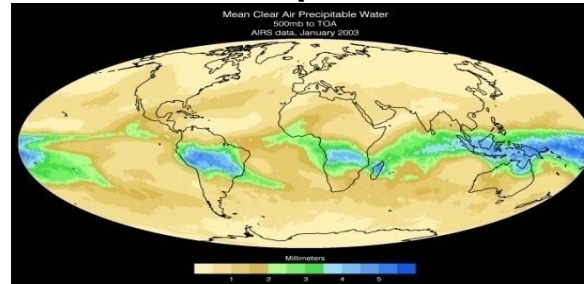 Mean Clear Air Precipitable Water
500mb to TOA
AIRS data, January 2003
Millimeters
1 2 3 4 5